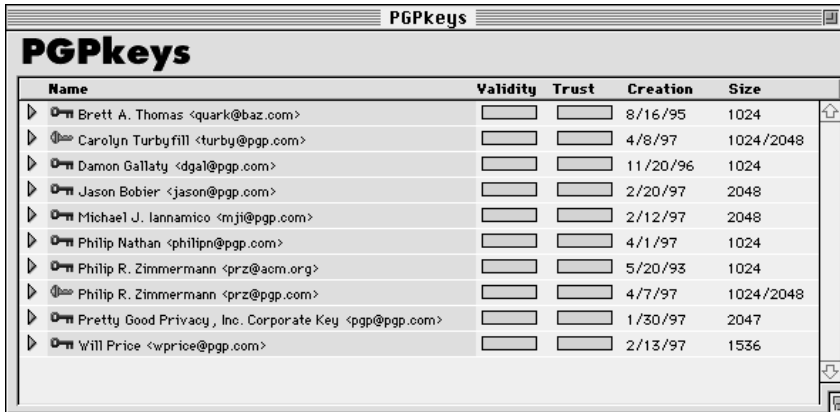 PGPkeys
PGPkeys
Name Validity Trust Creation Size
Brett A. Thomas <quark@baz.com> 8/16/95 1024
Carolyn Turbyfill <turby@pgp.com> 4/8/97 1024/2048
Damon Gallaty <dgal@pgp.com> 11/20/96 1024
Jason Bobier <jason@pgp.com> 2/20/97 2048
Michael J. Iannamico <mji@pgp.com> 2/12/97 2048
Philip Nathan <philipn@pgp.com> 4/1/97 1024
Philip R. Zimmermann <prz@acm.org> 5/20/93 1024
Philip R. Zimmermann <prz@pgp.com> 4/7/97 1024/2048
Pretty Good Privacy, Inc. Corporate Key <pgp@pgp.com> 1/30/97 2047
Will Price <wprice@pgp.com> 2/13/97 1536